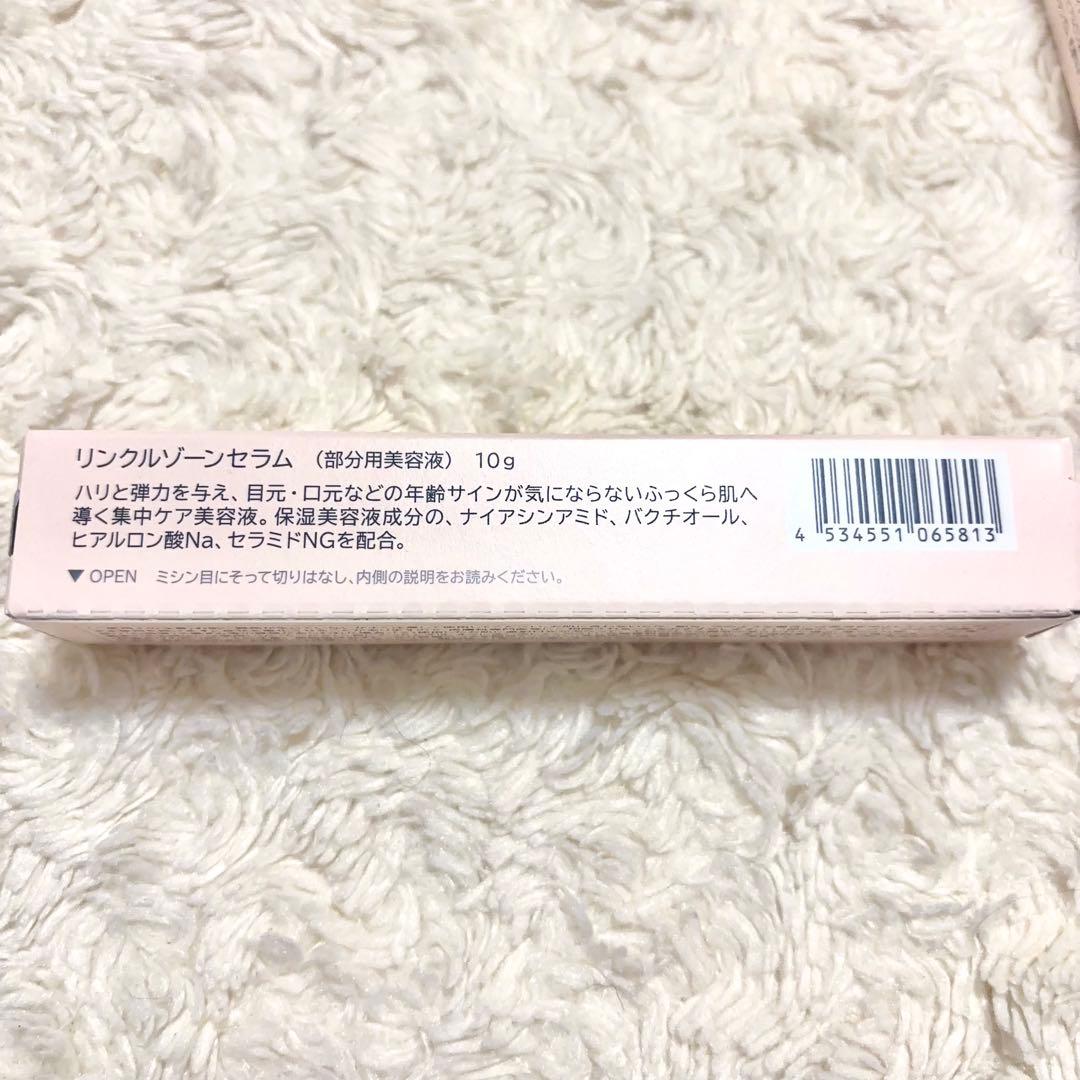 リンクルゾーンセラム （部分用美容液） 10g
ハリと弾力を与え、目元・口元などの年齢サインが気にならないふっくら肌へ
導く集中ケア美容液。保湿美容液成分の、ナイアシンアミド、バクチオール、
ヒアルロン酸Na、セラミドNGを配合。
▼OPEN ミシン目にそって切りはなし、内側の説明をお読みください。
4 534551 065813